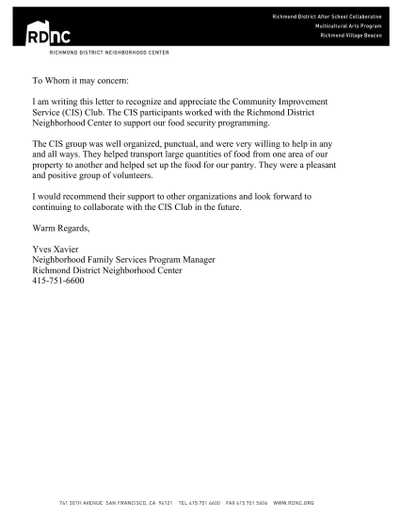 Richmond District After School Collaborative
Multicultural Arts Program
Richmond Village Beacon
RDNC
RICHMOND DISTRICT NEIGHBORHOOD CENTER
To Whom it may concern:
I am writing this letter to recognize and appreciate the Community Improvement
Service (CIS) Club. The CIS participants worked with the Richmond District
Neighborhood Center to support our food security programming.
The CIS group was well organized, punctual, and were very willing to help in any
and all ways. They helped transport large quantities of food from one area of our
property to another and helped set up the food for our pantry. They were a pleasant
and positive group of volunteers.
I would recommend their support to other organizations and look forward to
continuing to collaborate with the CIS Club in the future.
Warm Regards,
Yves Xavier
Neighborhood Family Services Program Manager
Richmond District Neighborhood Center
415-751-6600
741 30TH AVENUE SAN FRANCISCO, CA 94121 TEL 415 751 6600 FAX 415 751 5606 WWW.RDNC.ORG